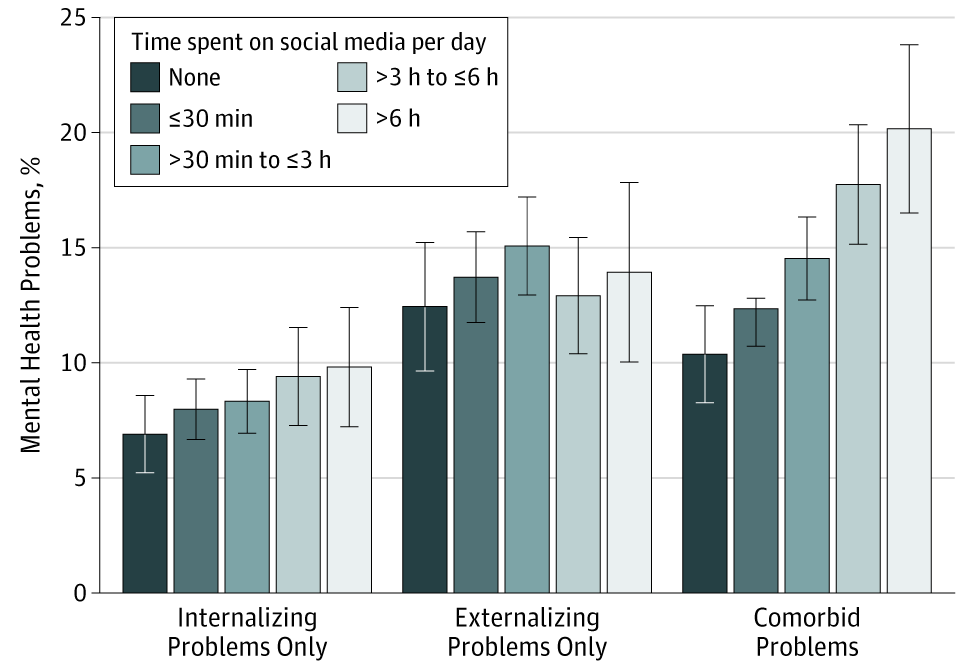 25
20
15
10
5
0
Mental Health Problems, %
Time spent on social media per day
None
≤30 min
>30 min to ≤3 h
>3 h to ≤6 h
>6 h
Internalizing
Problems Only
Externalizing
Problems Only
Comorbid
Problems